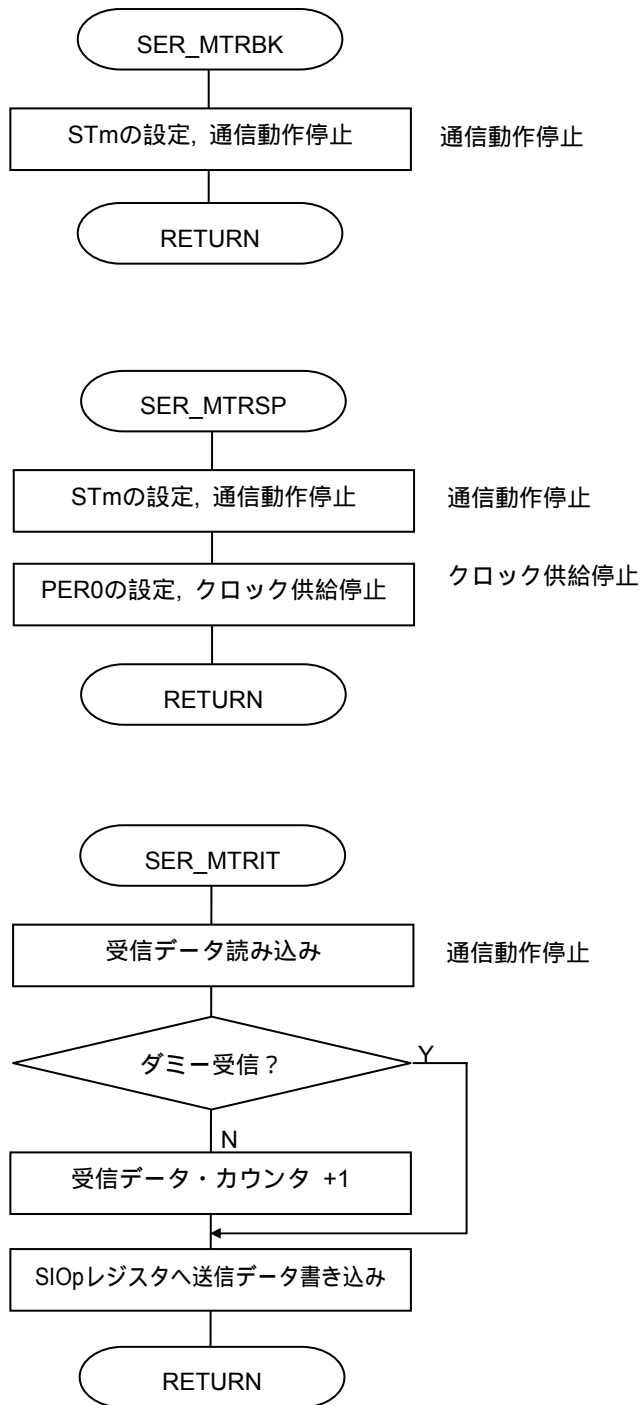 SER_MTRBK
STmの設定, 通信動作停止
通信動作停止
RETURN
SER_MTRSP
STmの設定, 通信動作停止
通信動作停止
PER0の設定, クロック供給停止
クロック供給停止
RETURN
SER_MTRIT
受信データ読み込み
通信動作停止
ダミー受信？
Y
N
受信データ・カウンタ +1
SIOpレジスタへ送信データ書き込み
RETURN